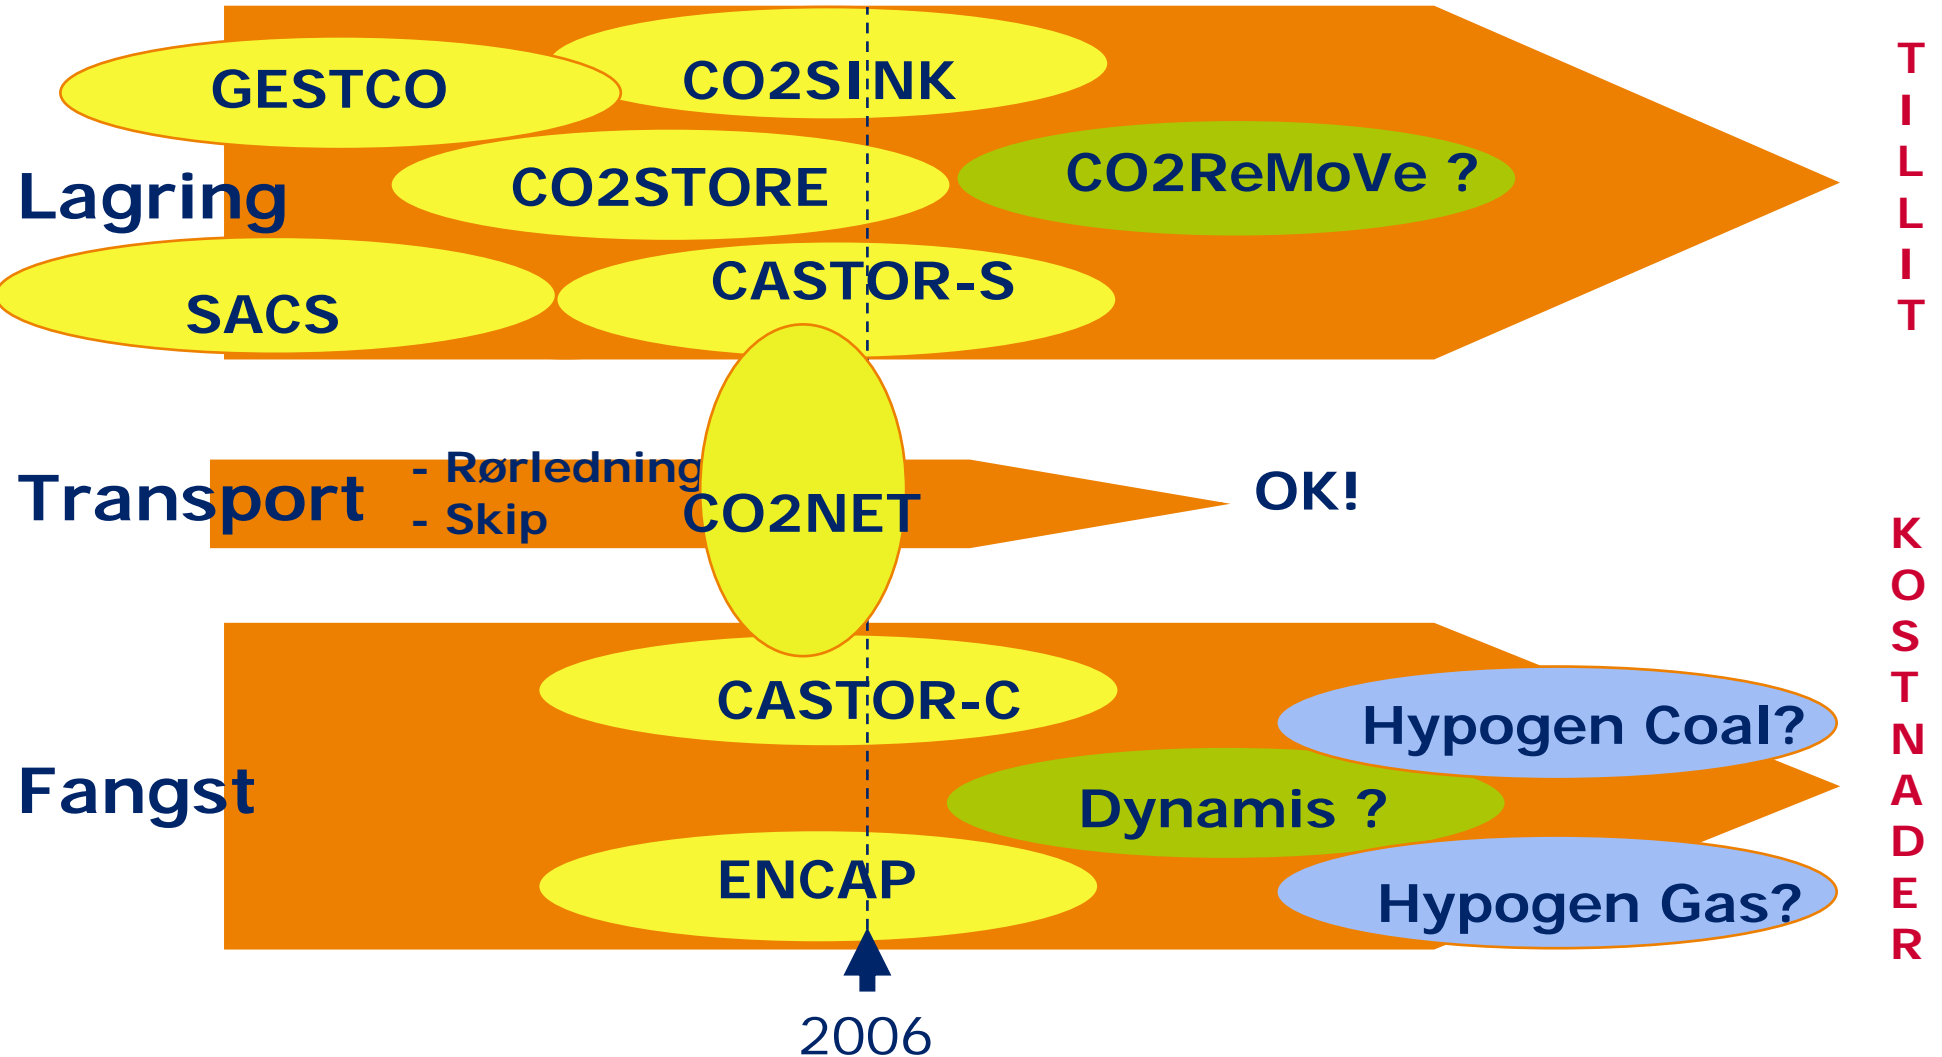 GESTCO
CO2SINK
CO2STORE
CO2ReMoVe ?
Lagring
CASTOR-S
SACS
TILLIT
Transport
- Rørledning
- Skip
CO2NET
OK!
CASTOR-C
Hypogen Coal?
Fangst
Dynamis ?
ENCAP
Hypogen Gas?
KOSTNADER
2006